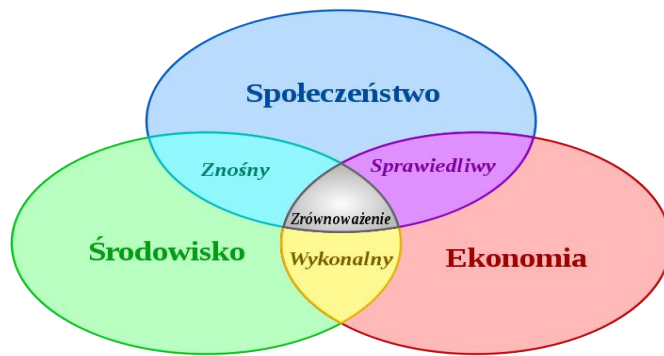 Społeczeństwo
Znośny
Sprawiedliwy
Zrównoważenie
Środowisko
Wykonalny
Ekonomia